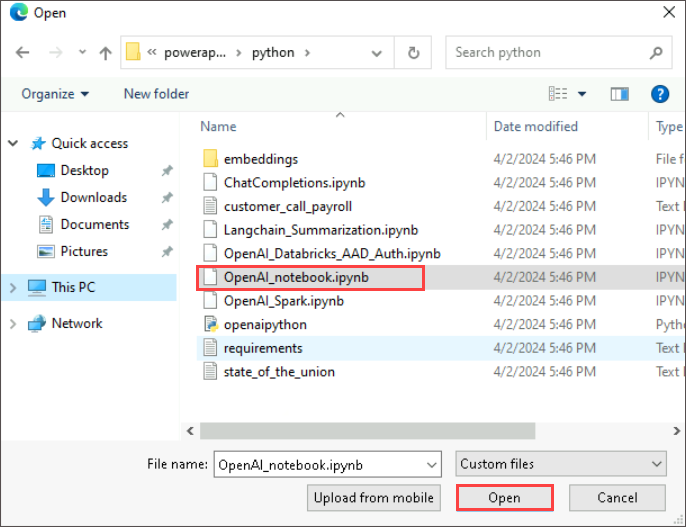 Open
« powerap... › python ›
Search python
Organize
New folder
Name
Date modified
Type
Quick access
Desktop
Downloads
Documents
Pictures
This PC
Network
embeddings 4/2/2024 5:46 PM File f
ChatCompletions.ipynb 4/2/2024 5:46 PM IPYN
customer_call_payroll 4/2/2024 5:46 PM Text I
Langchain_Summarization.ipynb 4/2/2024 5:46 PM IPYN
OpenAI_Databricks_AAD_Auth.ipynb 4/2/2024 5:46 PM IPYN
OpenAI_notebook.ipynb 4/2/2024 5:46 PM IPYN
OpenAI_Spark.ipynb 4/2/2024 5:46 PM IPYN
openaipython 4/2/2024 5:46 PM Pytho
requirements 4/2/2024 5:46 PM Text I
state_of_the_union 4/2/2024 5:46 PM Text I
File name: OpenAI_notebook.ipynb
Custom files
Upload from mobile
Open
Cancel